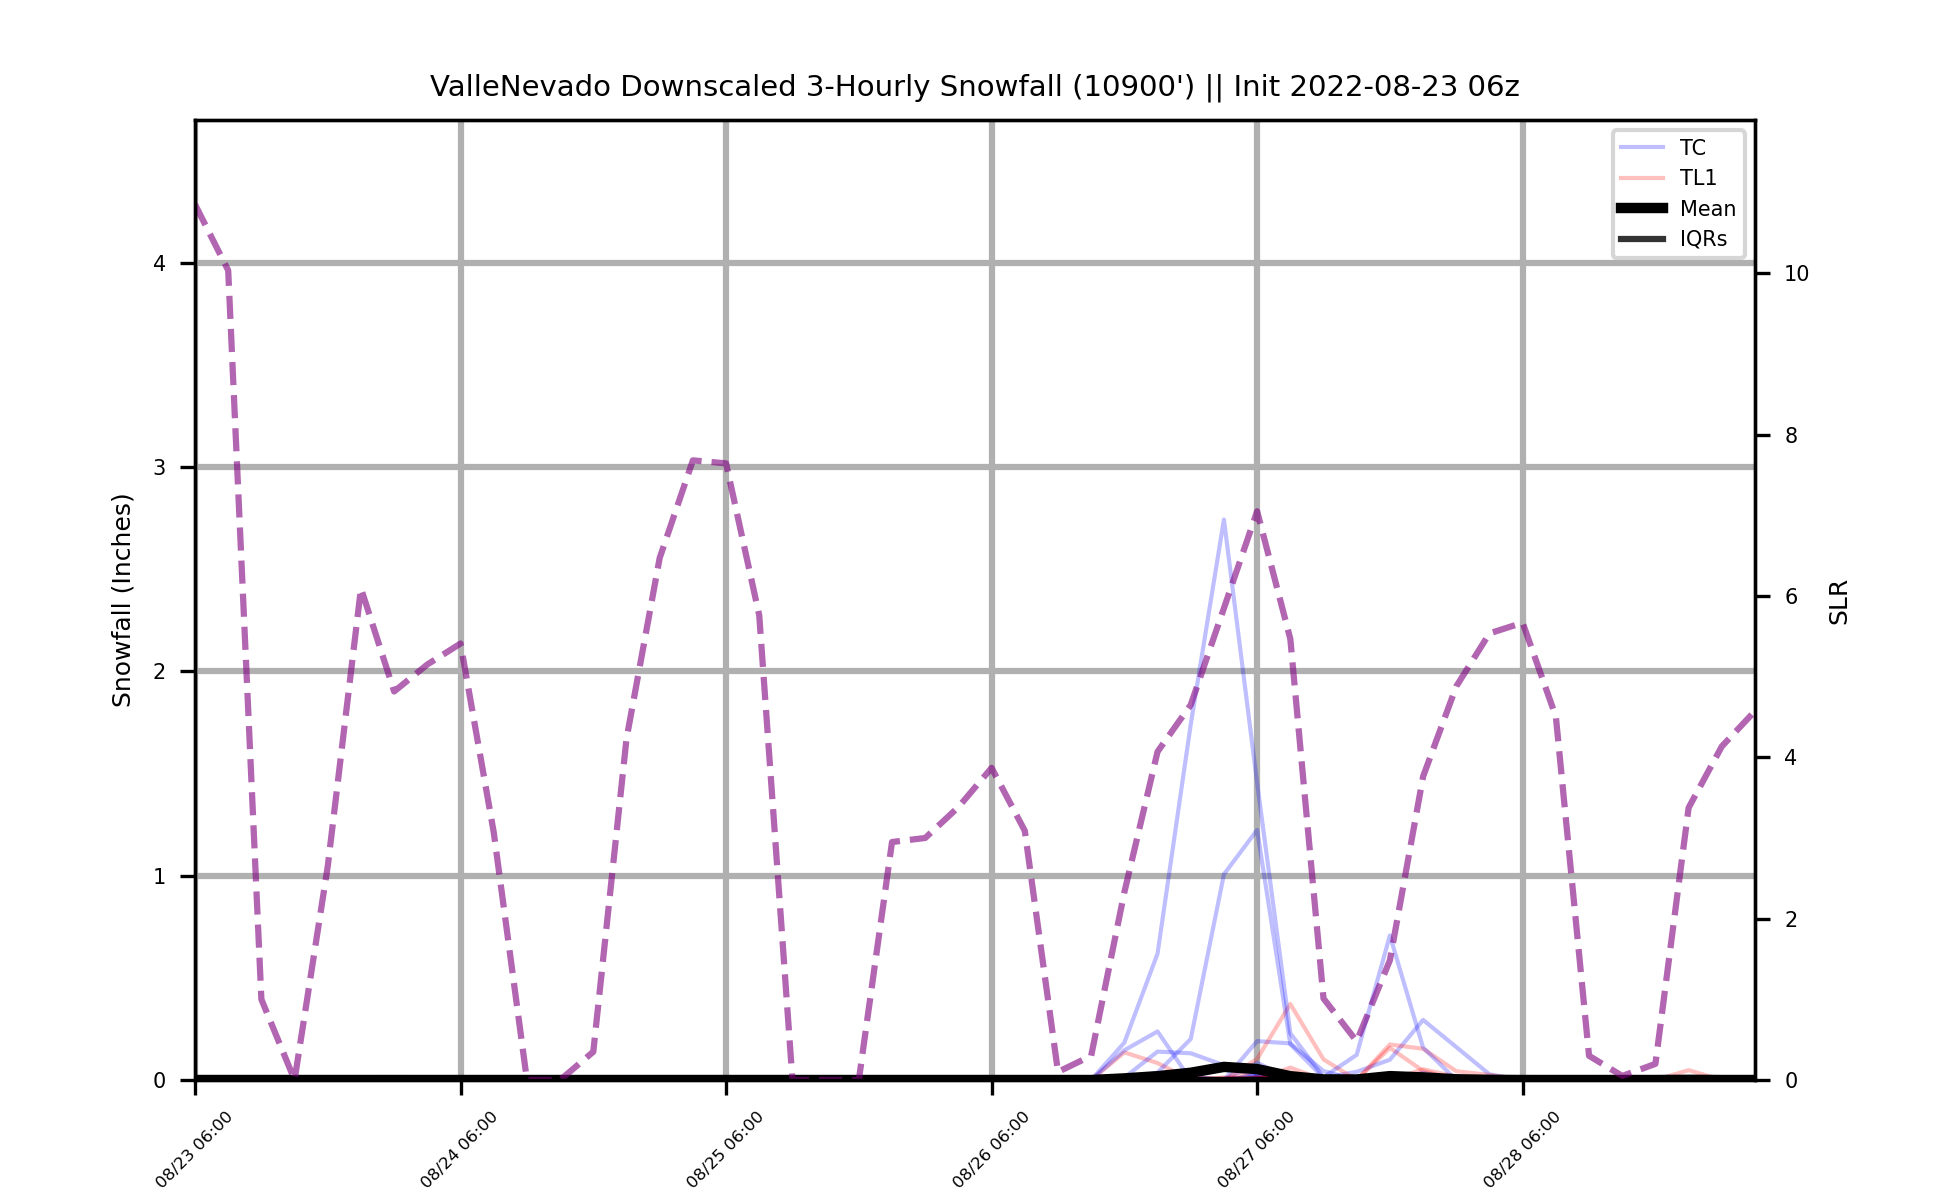 ValleNevado Downscaled 3-Hourly Snowfall (10900') || Init 2022-08-23 06z
TC
TL1
Mean
IQRs
Snowfall (Inches)
4
3
2
1
0
SLR
10
8
6
4
2
0
08/23 06:00
08/24 06:00
08/25 06:00
08/26 06:00
08/27 06:00
08/28 06:00